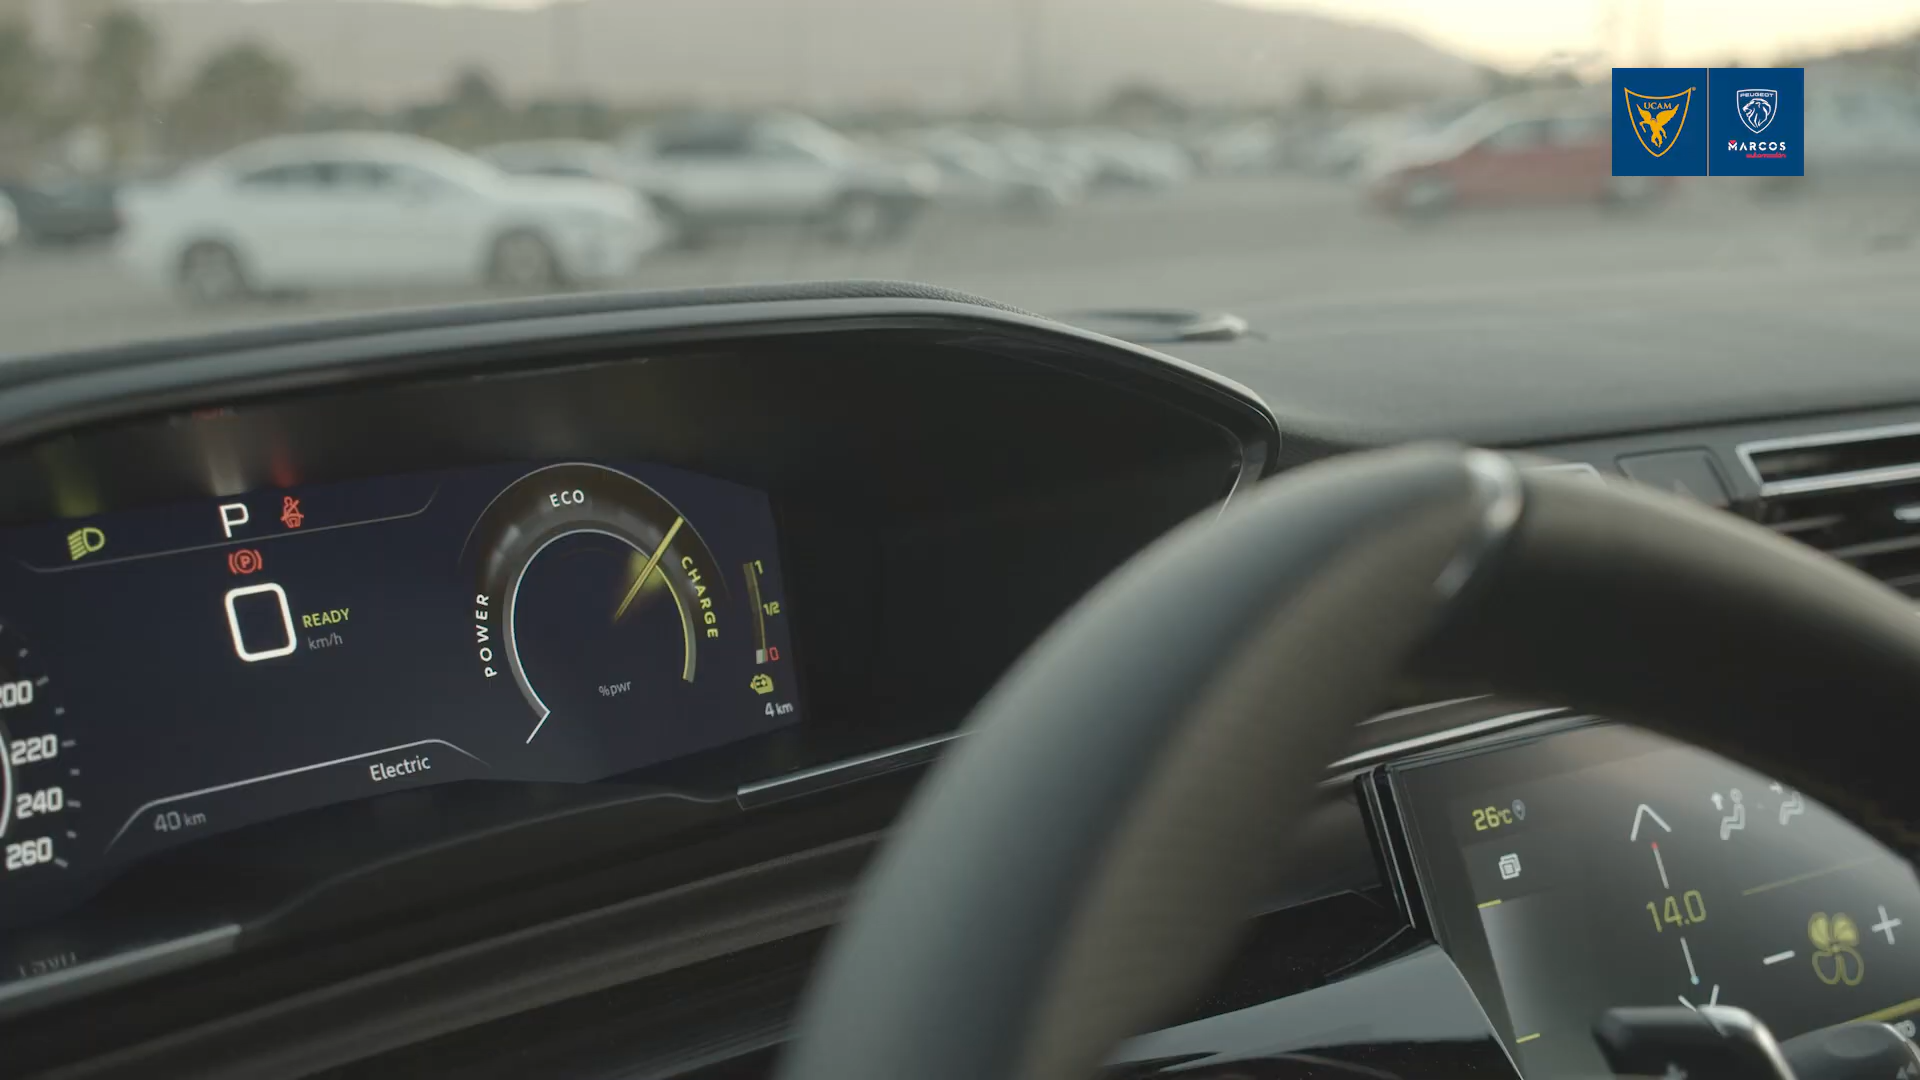 UCAM
PEUGEOT
MARCOS
automoción
ECO
P
CHARGE
POWER
READY
km/h
%pwr
1
1/2
0
4 km
Electric
40 km
200
220
240
260
26°C
14.0